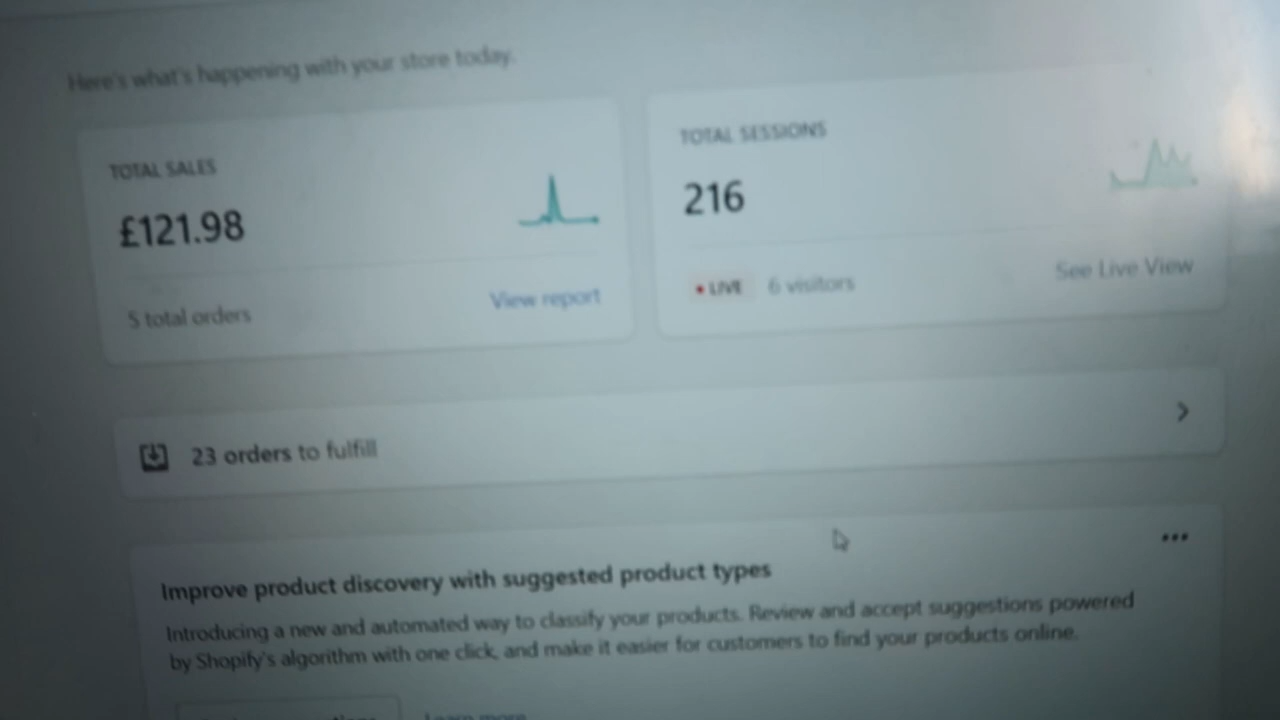 Here's what's happening with your store today.
TOTAL SALES
£121.98
5 total orders
View report
TOTAL SESSIONS
216
LIVE
6 visitors
See Live View
23 orders to fulfill
Improve product discovery with suggested product types
Introducing a new and automated way to classify your products. Review and accept suggestions powered
by Shopify's algorithm with one click, and make it easier for customers to find your products online.
Learn more